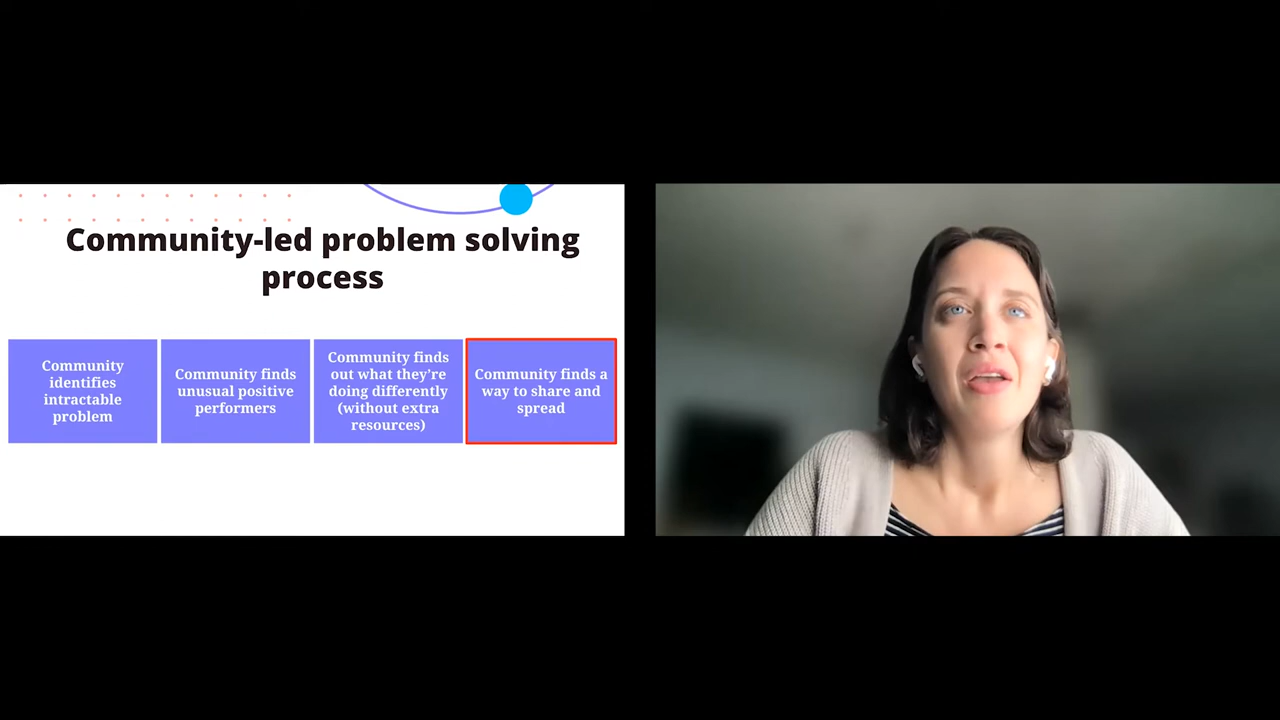 Community-led problem solving
process
Community
identifies
intractable
problem
Community finds
unusual positive
performers
Community finds
out what they're
doing differently
(without extra
resources)
Community finds a
way to share and
spread